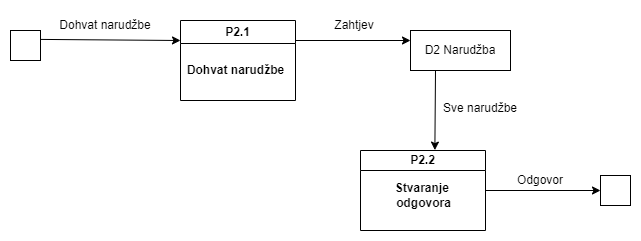 Dohvat narudžbe
P2.1
Dohvat narudžbe
Zahtjev
D2 Narudžba
Sve narudžbe
P2.2
Stvaranje
odgovora
Odgovor